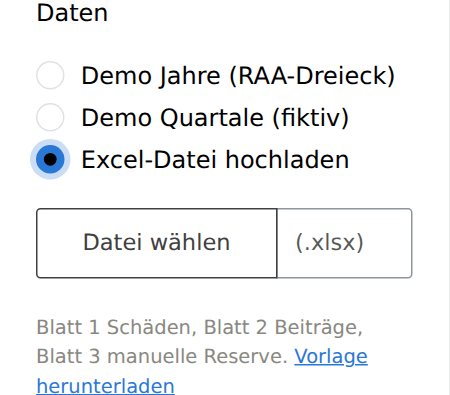 Daten
Demo Jahre (RAA-Dreieck)
Demo Quartale (fiktiv)
Excel-Datei hochladen
Datei wählen (.xlsx)
Blatt 1 Schäden, Blatt 2 Beiträge,
Blatt 3 manuelle Reserve. Vorlage
herunterladen